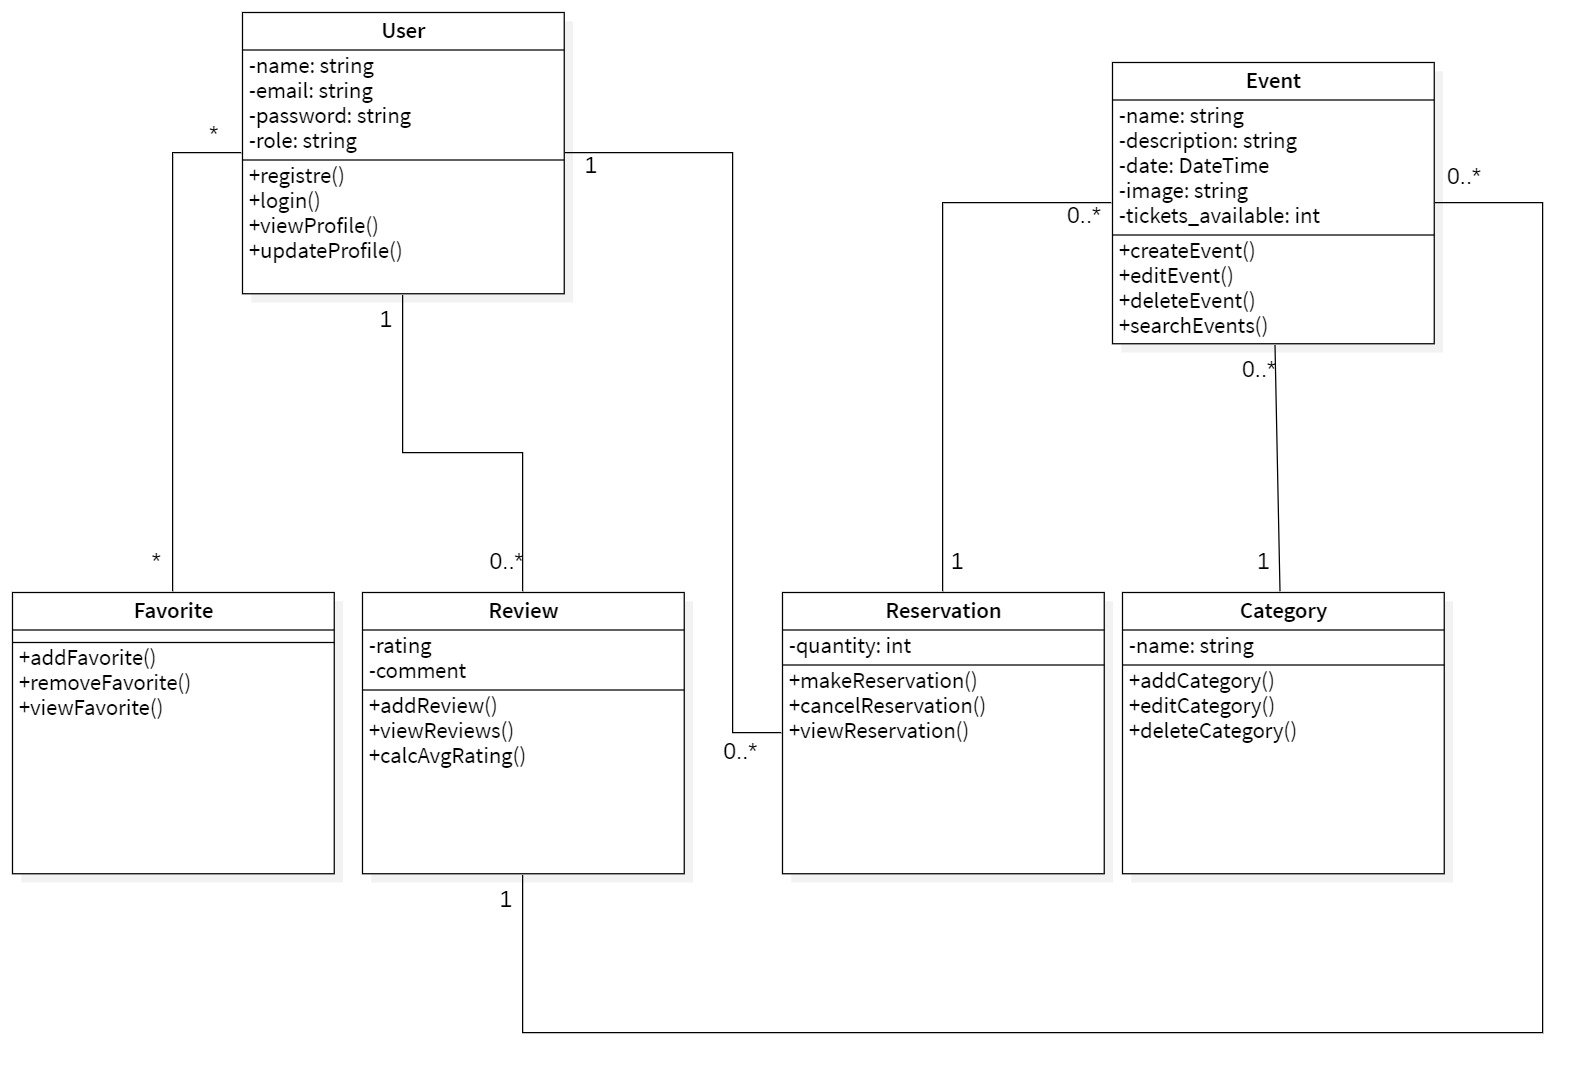 User
-name: string
-email: string
-password: string
-role: string
+registre()
+login()
+viewProfile()
+updateProfile()
*
1
1
Event
-name: string
-description: string
-date: DateTime
-image: string
-tickets_available: int
+createEvent()
+editEvent()
+deleteEvent()
+searchEvents()
0..*
0..*
0..*
*
0..*
1
1
Favorite
+addFavorite()
+removeFavorite()
+viewFavorite()
Review
-rating
-comment
+addReview()
+viewReviews()
+calcAvgRating()
1
0..*
Reservation
-quantity: int
+makeReservation()
+cancelReservation()
+viewReservation()
Category
-name: string
+addCategory()
+editCategory()
+deleteCategory()